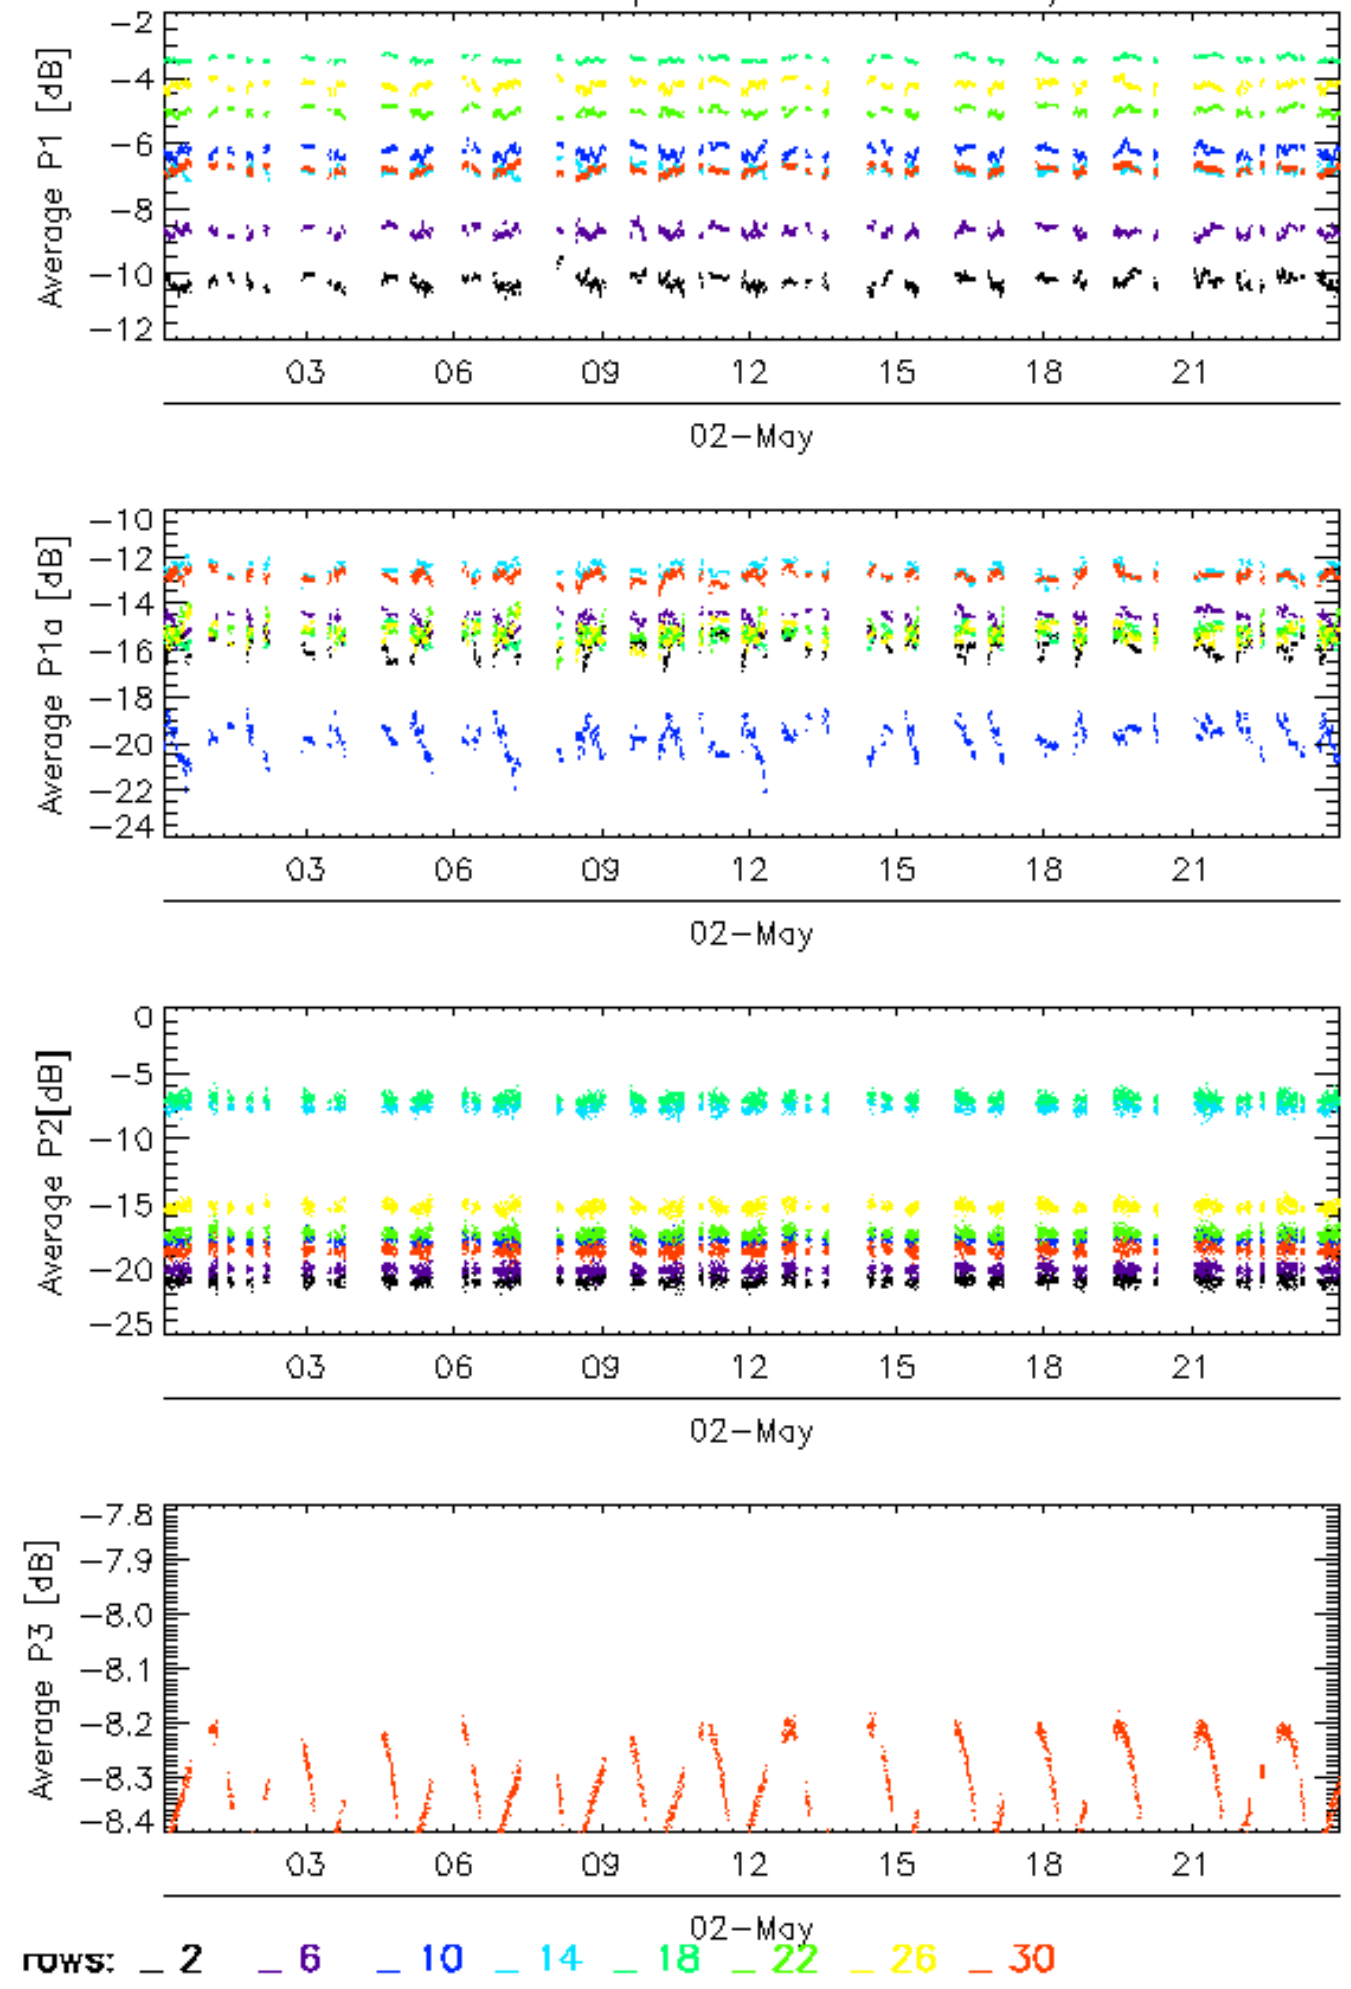 Average P1 [dB]
-2
-4
-6
-8
-10
-12
03 06 09 12 15 18 21
02-May
Average P1a [dB]
-10
-12
-14
-16
-18
-20
-22
-24
03 06 09 12 15 18 21
02-May
Average P2[dB]
0
-5
-10
-15
-20
-25
03 06 09 12 15 18 21
02-May
Average P3 [dB]
-7.8
-7.9
-8.0
-8.1
-8.2
-8.3
-8.4
03 06 09 12 15 18 21
02-May
rows: _ 2 _ 6 _ 10 _ 14 _ 18 _ 22 _ 26 _ 30